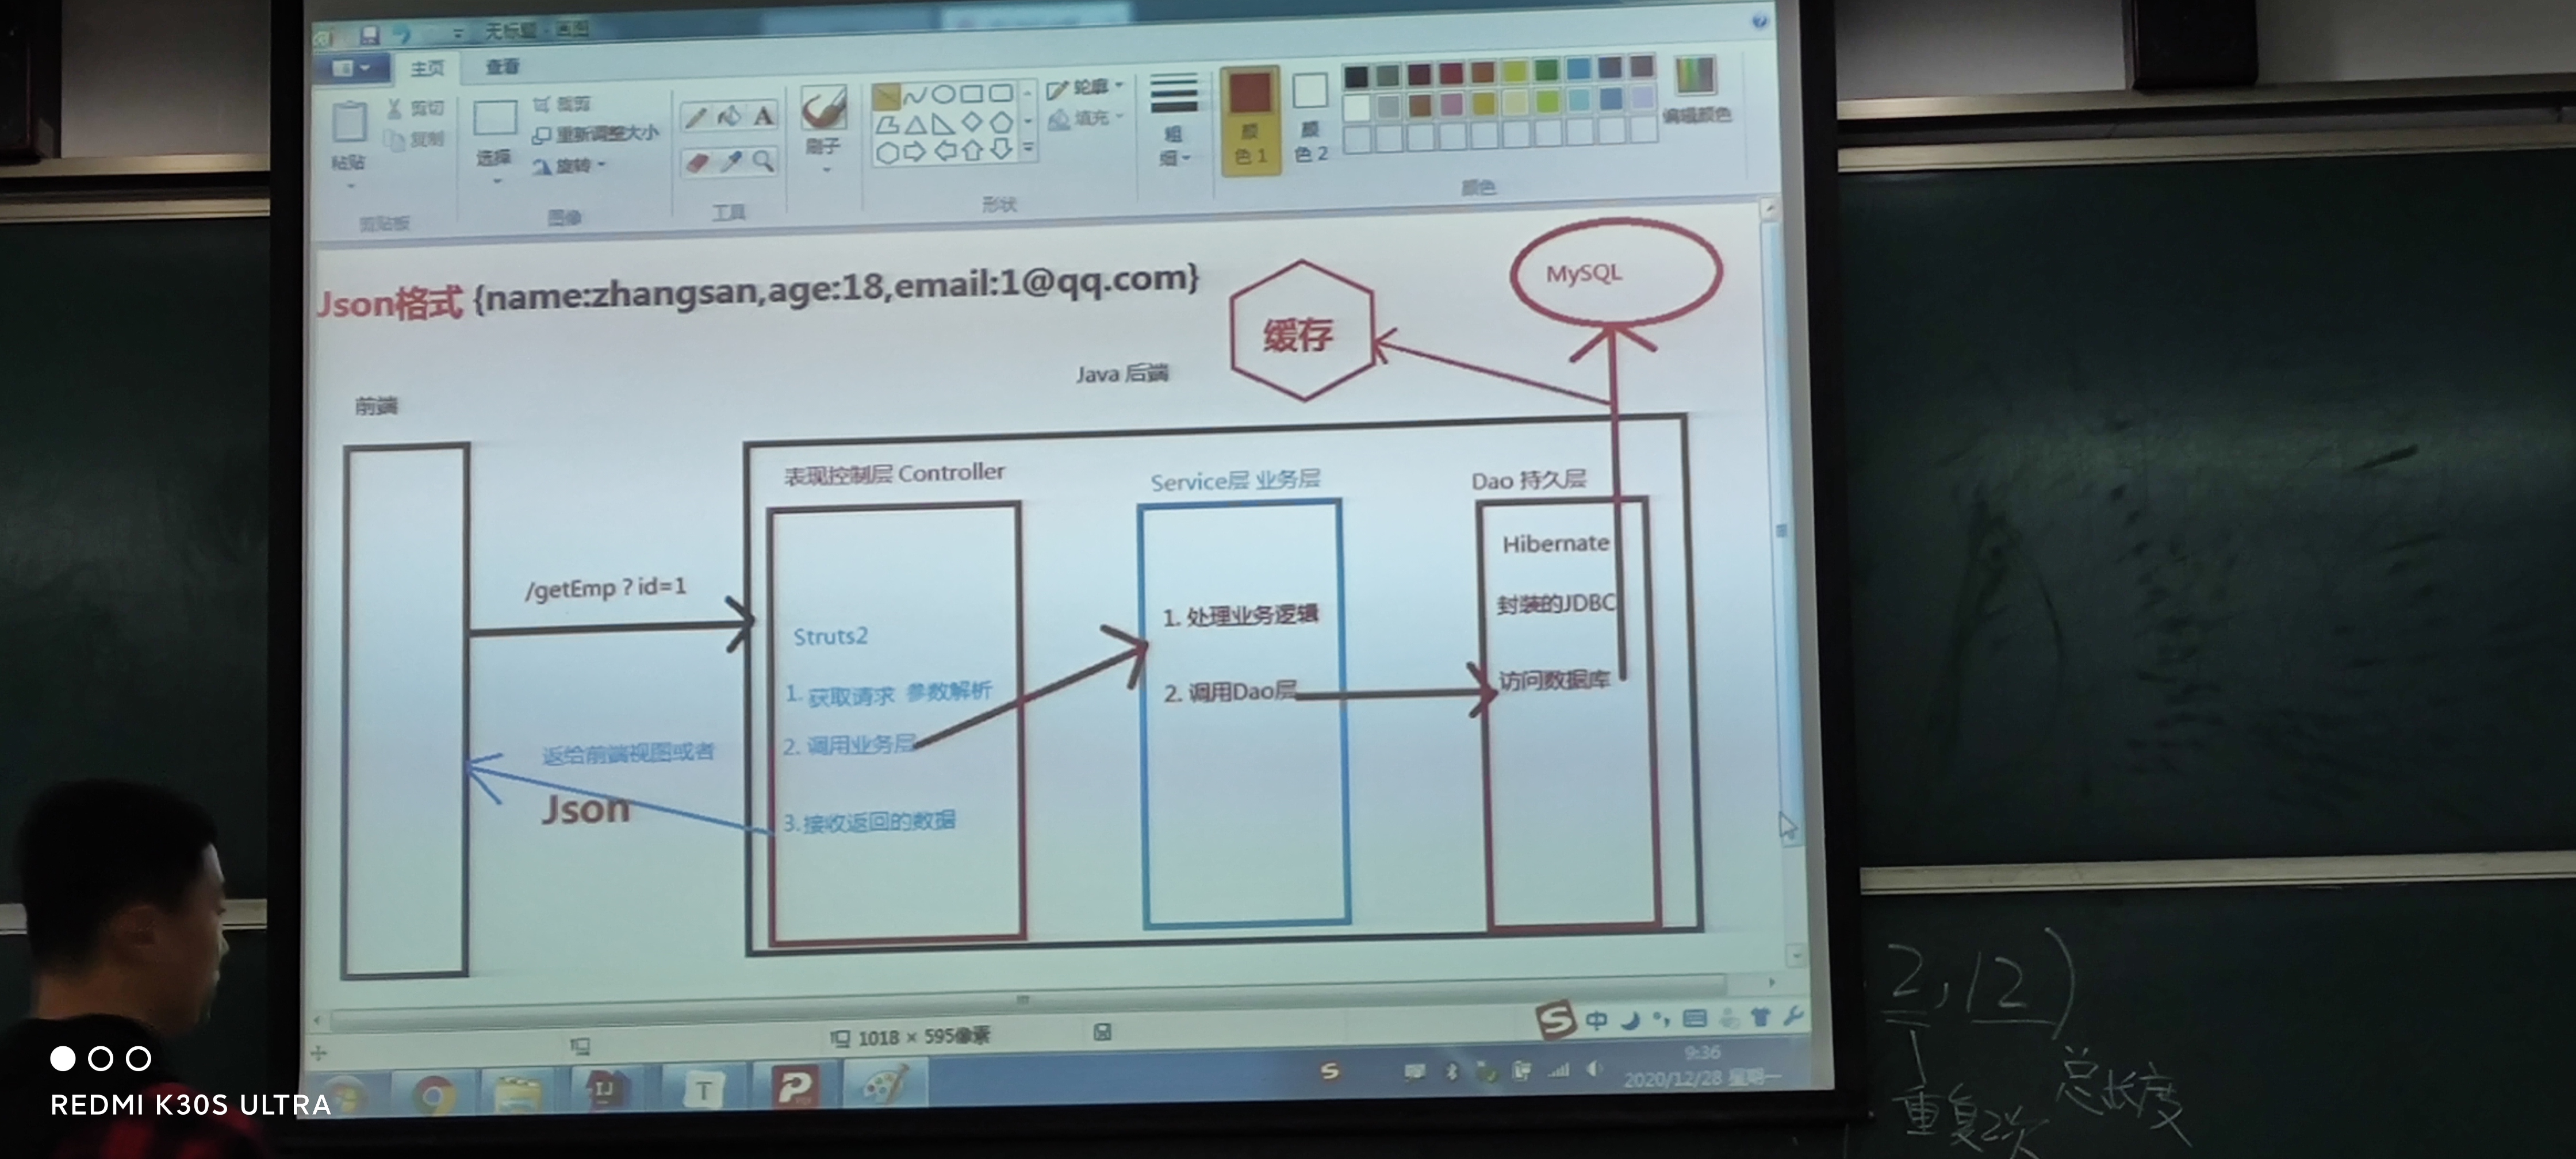 无标题 - 画图
主页 查看
粘贴 剪切 复制
剪贴板
选择 裁剪 重新调整大小 旋转
图像
A
工具
刷子
轮廓 填充
形状
粗细
颜色 1
颜色 2
编辑颜色
颜色
Json格式 {name:zhangsan,age:18,email:1@qq.com}
缓存
MySQL
Java 后端
前端
表现控制层 Controller
Service层 业务层
Dao 持久层
/getEmp ? id=1
Struts2
1. 获取请求 参数解析
2. 调用业务层
3.接收返回的数据
1. 处理业务逻辑
2. 调用Dao层
Hibernate
封装的JDBC
访问数据库
返给前端视图或者
Json
1018 × 595像素
S 中
IJ
T
P
S
9:36
2020/12/28 星期一
2,12)
重复2次
总长度
REDMI K30S ULTRA